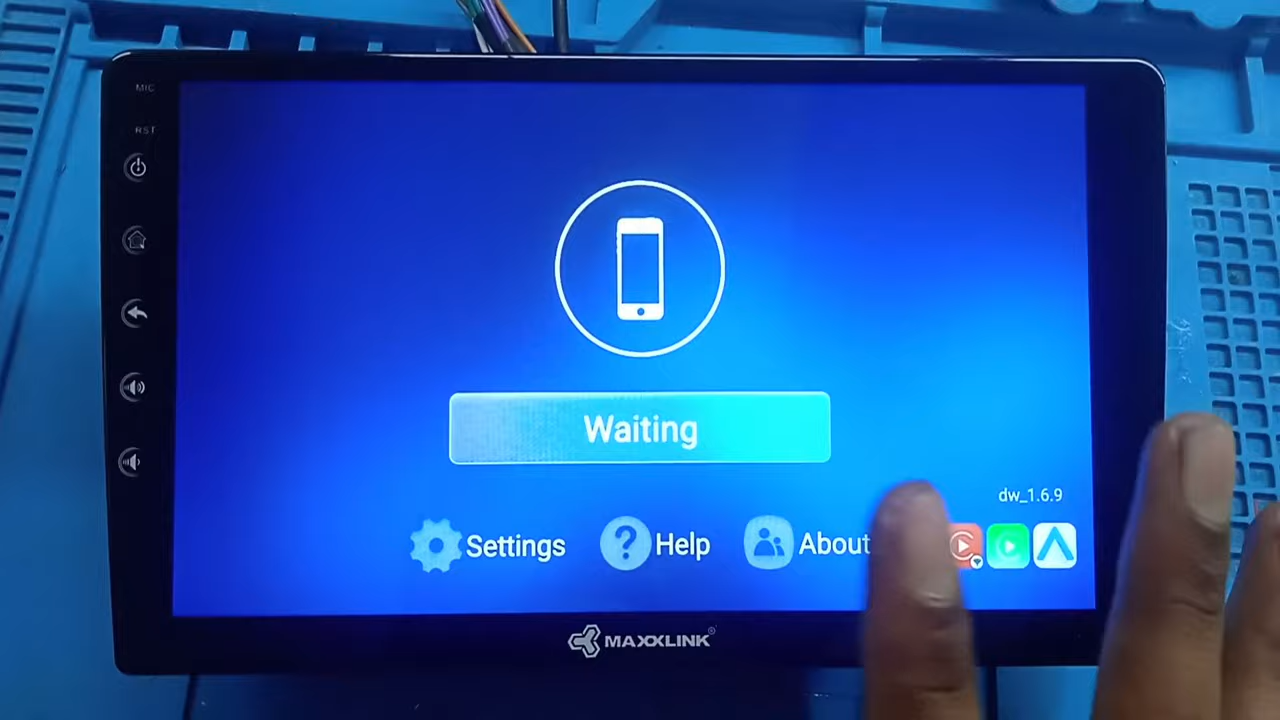 MIC
RST
Waiting
dw_1.6.9
Settings
Help
About
MAXXLINK®